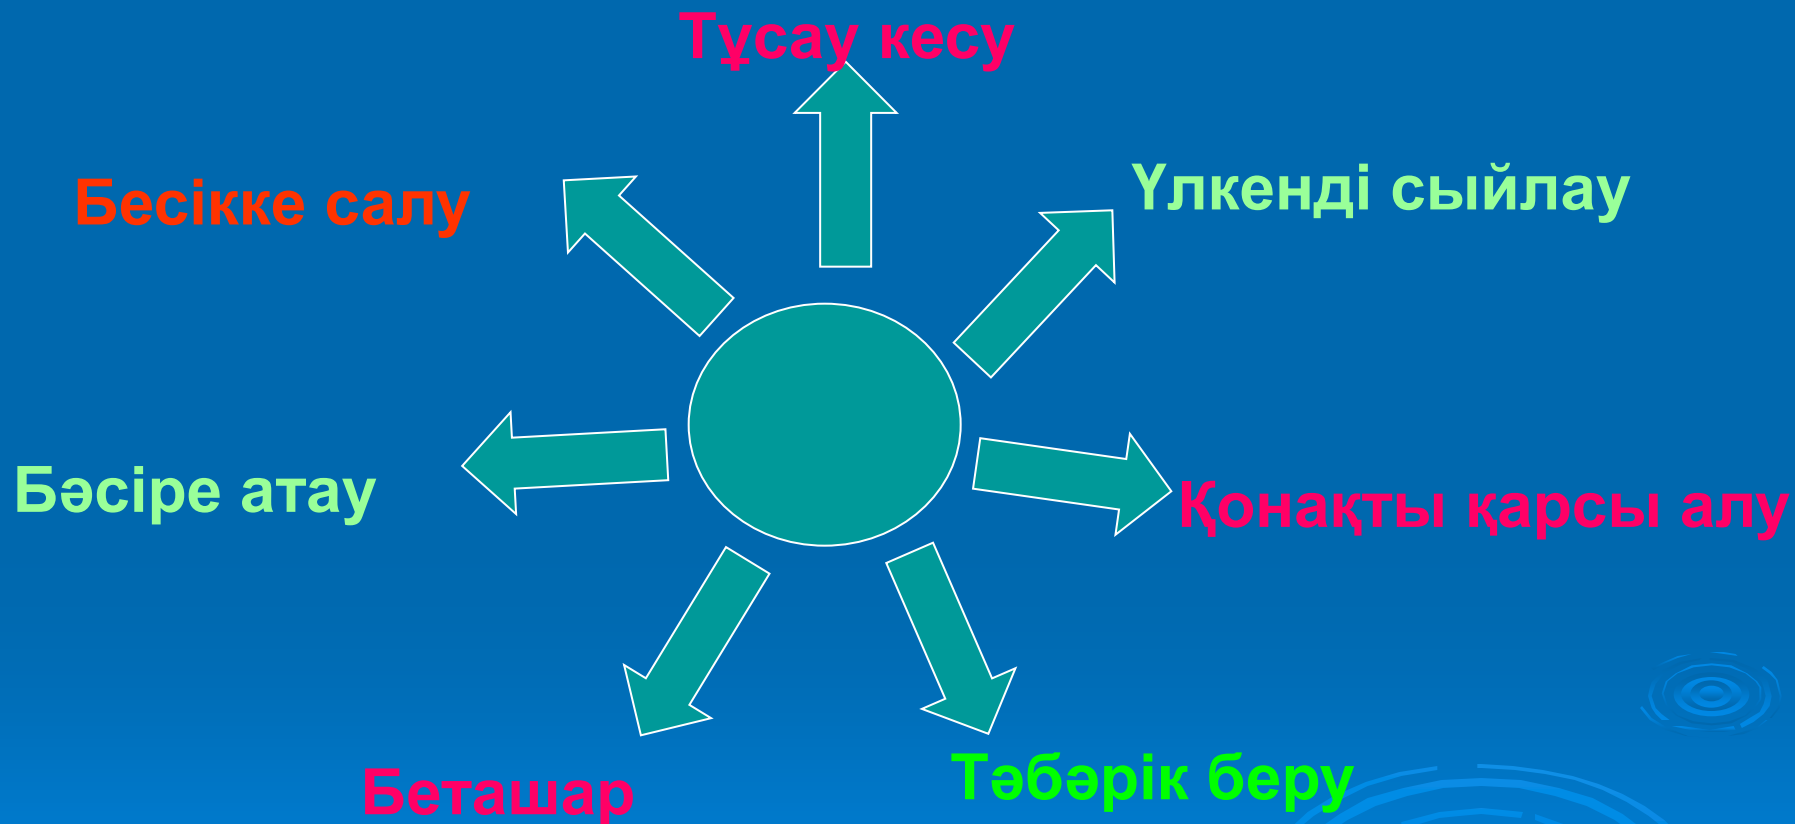 Тұсау кесу
Бесікке салу
Үлкенді сыйлау
Бәсіре атау
Қонақты қарсы алу
Беташар
Тәбәрік беру